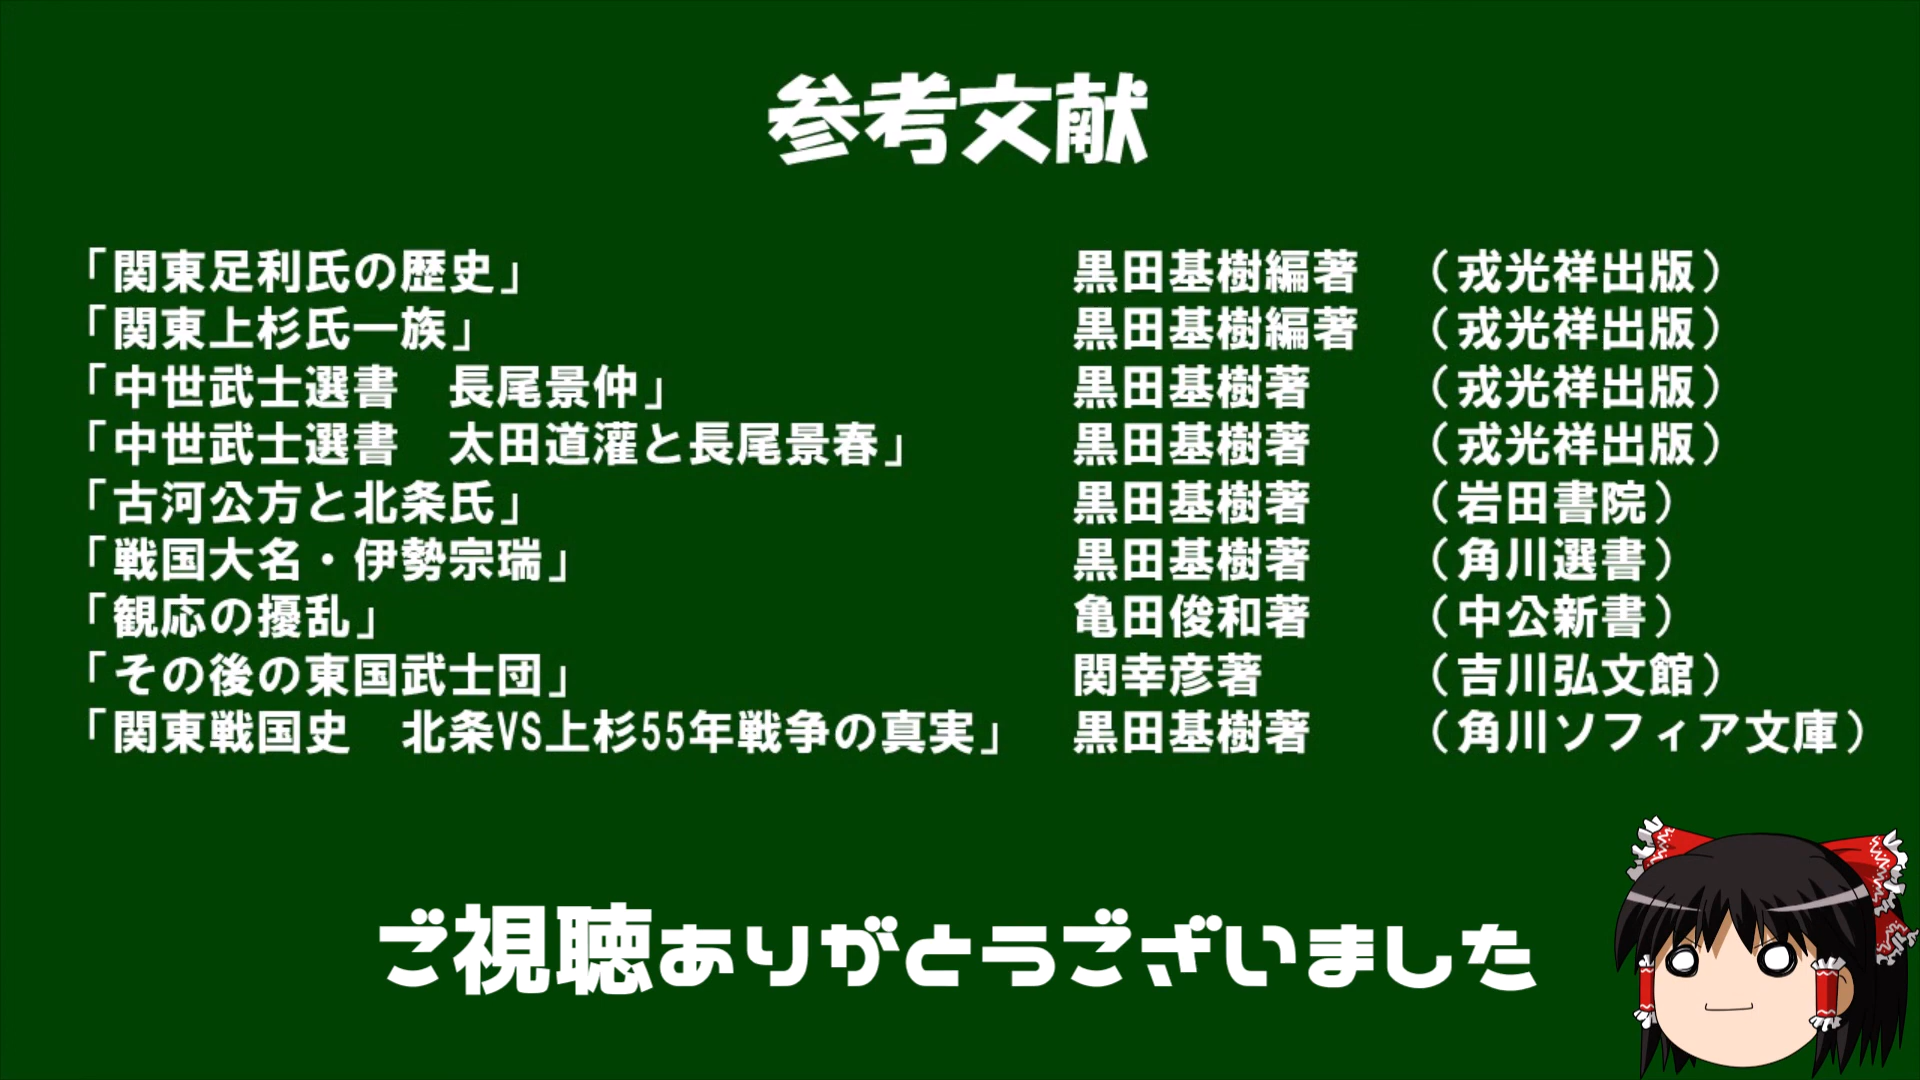 参考文献
「関東足利氏の歴史」 黒田基樹編著 （戎光祥出版）
「関東上杉氏一族」 黒田基樹編著 （戎光祥出版）
「中世武士選書　長尾景仲」 黒田基樹著 （戎光祥出版）
「中世武士選書　太田道灌と長尾景春」 黒田基樹著 （戎光祥出版）
「古河公方と北条氏」 黒田基樹著 （岩田書院）
「戦国大名・伊勢宗瑞」 黒田基樹著 （角川選書）
「観応の擾乱」 亀田俊和著 （中公新書）
「その後の東国武士団」 関幸彦著 （吉川弘文館）
「関東戦国史　北条VS上杉55年戦争の真実」 黒田基樹著 （角川ソフィア文庫）
ご視聴ありがとうございました